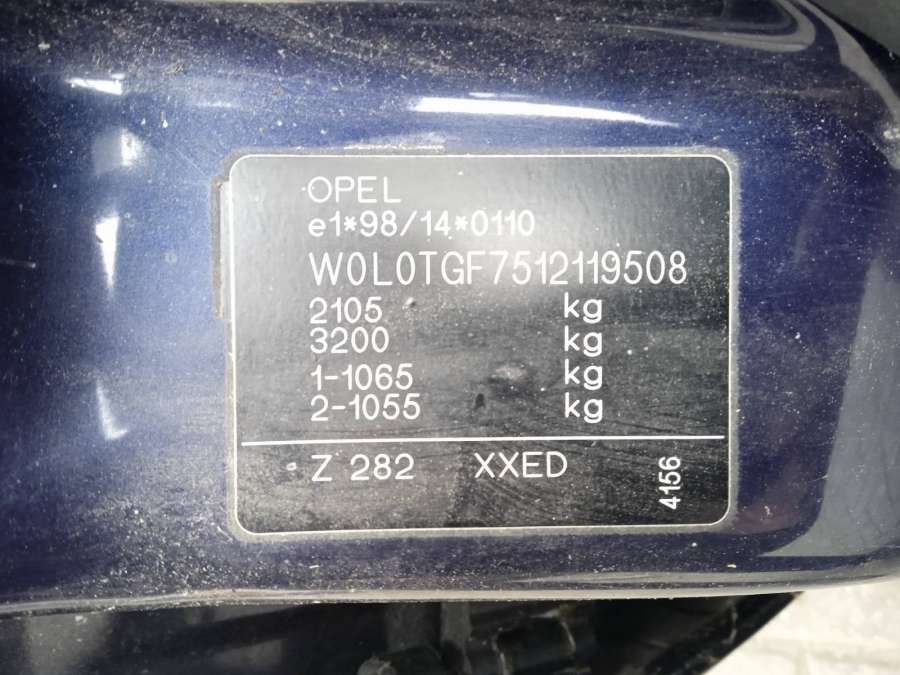 OPEL
e1*98/14*0110
W0L0TGF7512119508
2105 kg
3200 kg
1-1065 kg
2-1055 kg
Z 282 XXED
4156